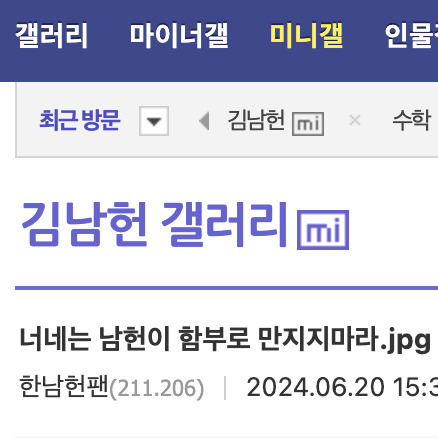 갤러리 마이너갤 미니갤 인물
최근 방문 김남헌 mi × 수학
김남헌 갤러리 mi
너네는 남헌이 함부로 만지지마라.jpg
한남헌팬(211.206) | 2024.06.20 15:3